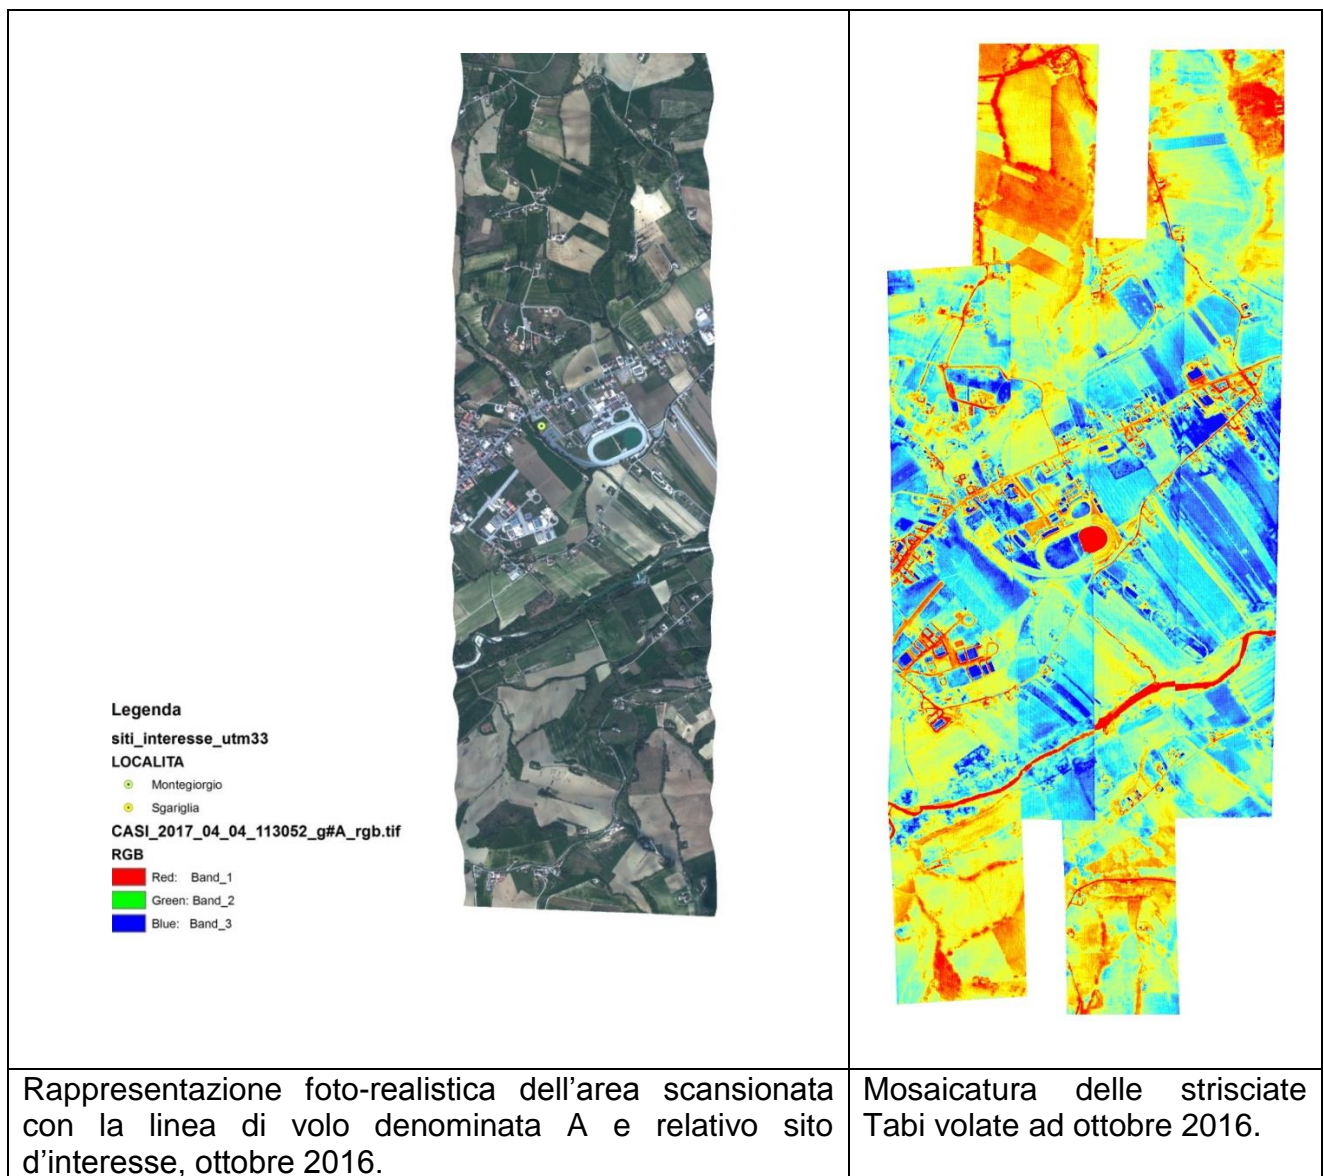 Legenda
siti_interesse_utm33
LOCALITA
Montegiorgio
Sgariglia
CASI_2017_04_04_113052_g#A_rgb.tif
RGB
Red: Band_1
Green: Band_2
Blue: Band_3
Rappresentazione foto-realistica dell’area scansionata
con la linea di volo denominata A e relativo sito
d’interesse, ottobre 2016.
Mosaicatura delle strisciate
Tabi volate ad ottobre 2016.